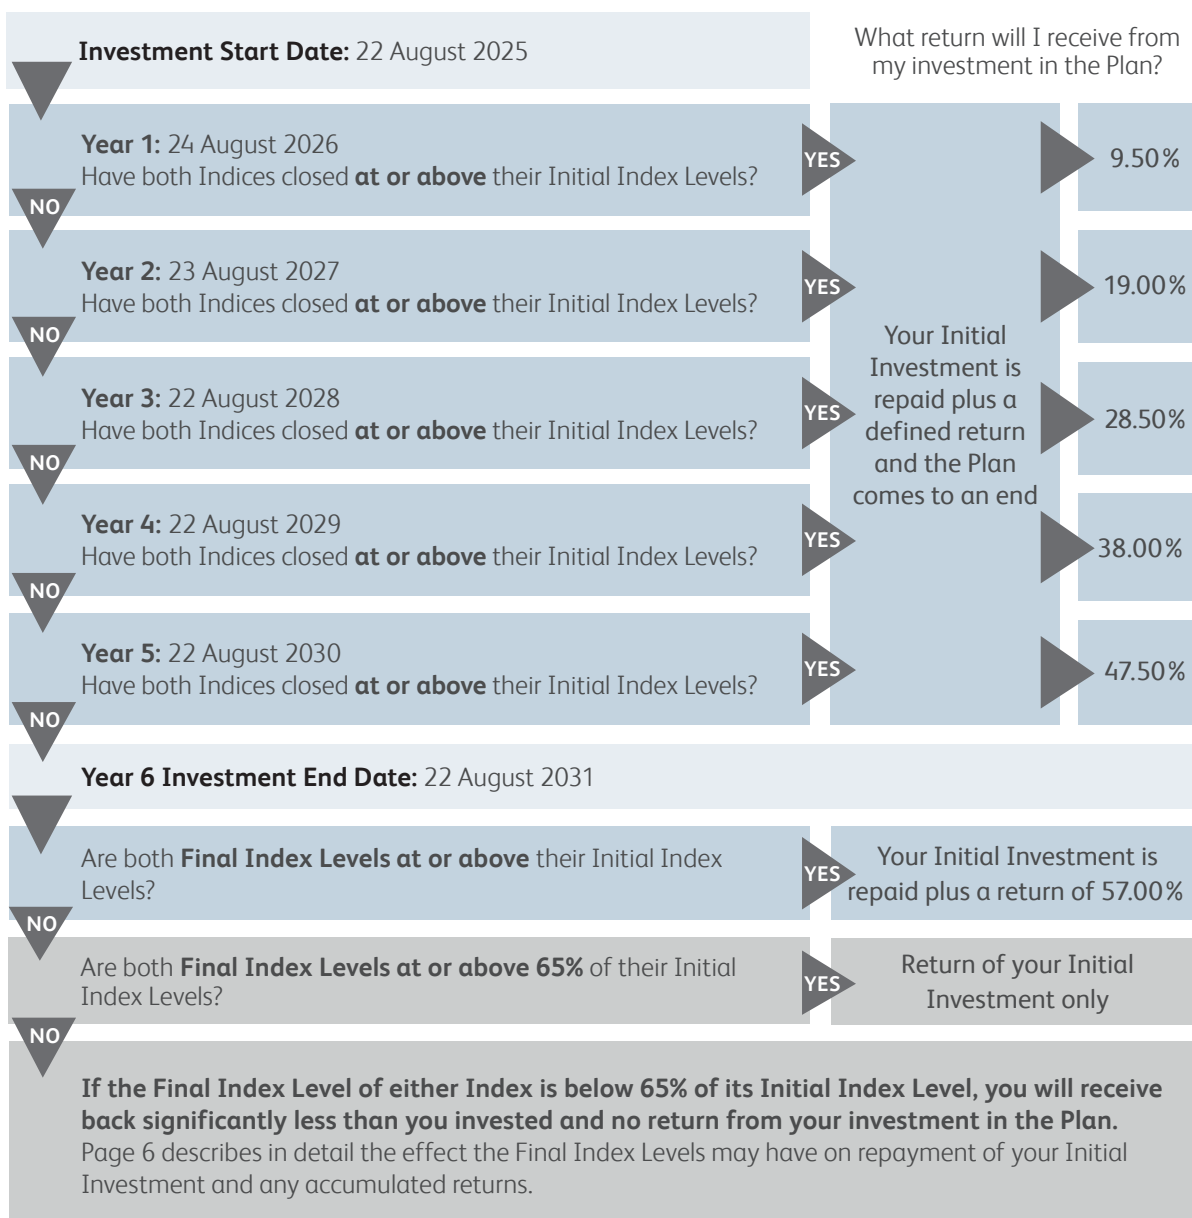 Investment Start Date: 22 August 2025
What return will I receive from
my investment in the Plan?
Year 1: 24 August 2026
Have both Indices closed at or above their Initial Index Levels?
YES
9.50%
NO
Year 2: 23 August 2027
Have both Indices closed at or above their Initial Index Levels?
YES
19.00%
NO
Year 3: 22 August 2028
Have both Indices closed at or above their Initial Index Levels?
YES
Your Initial
Investment is
repaid plus a
defined return
and the Plan
comes to an end
28.50%
NO
Year 4: 22 August 2029
Have both Indices closed at or above their Initial Index Levels?
YES
38.00%
NO
Year 5: 22 August 2030
Have both Indices closed at or above their Initial Index Levels?
YES
47.50%
NO
Year 6 Investment End Date: 22 August 2031
Are both Final Index Levels at or above their Initial Index
Levels?
YES
Your Initial Investment is
repaid plus a return of 57.00%
NO
Are both Final Index Levels at or above 65% of their Initial
Index Levels?
YES
Return of your Initial
Investment only
NO
If the Final Index Level of either Index is below 65% of its Initial Index Level, you will receive
back significantly less than you invested and no return from your investment in the Plan.
Page 6 describes in detail the effect the Final Index Levels may have on repayment of your Initial
Investment and any accumulated returns.